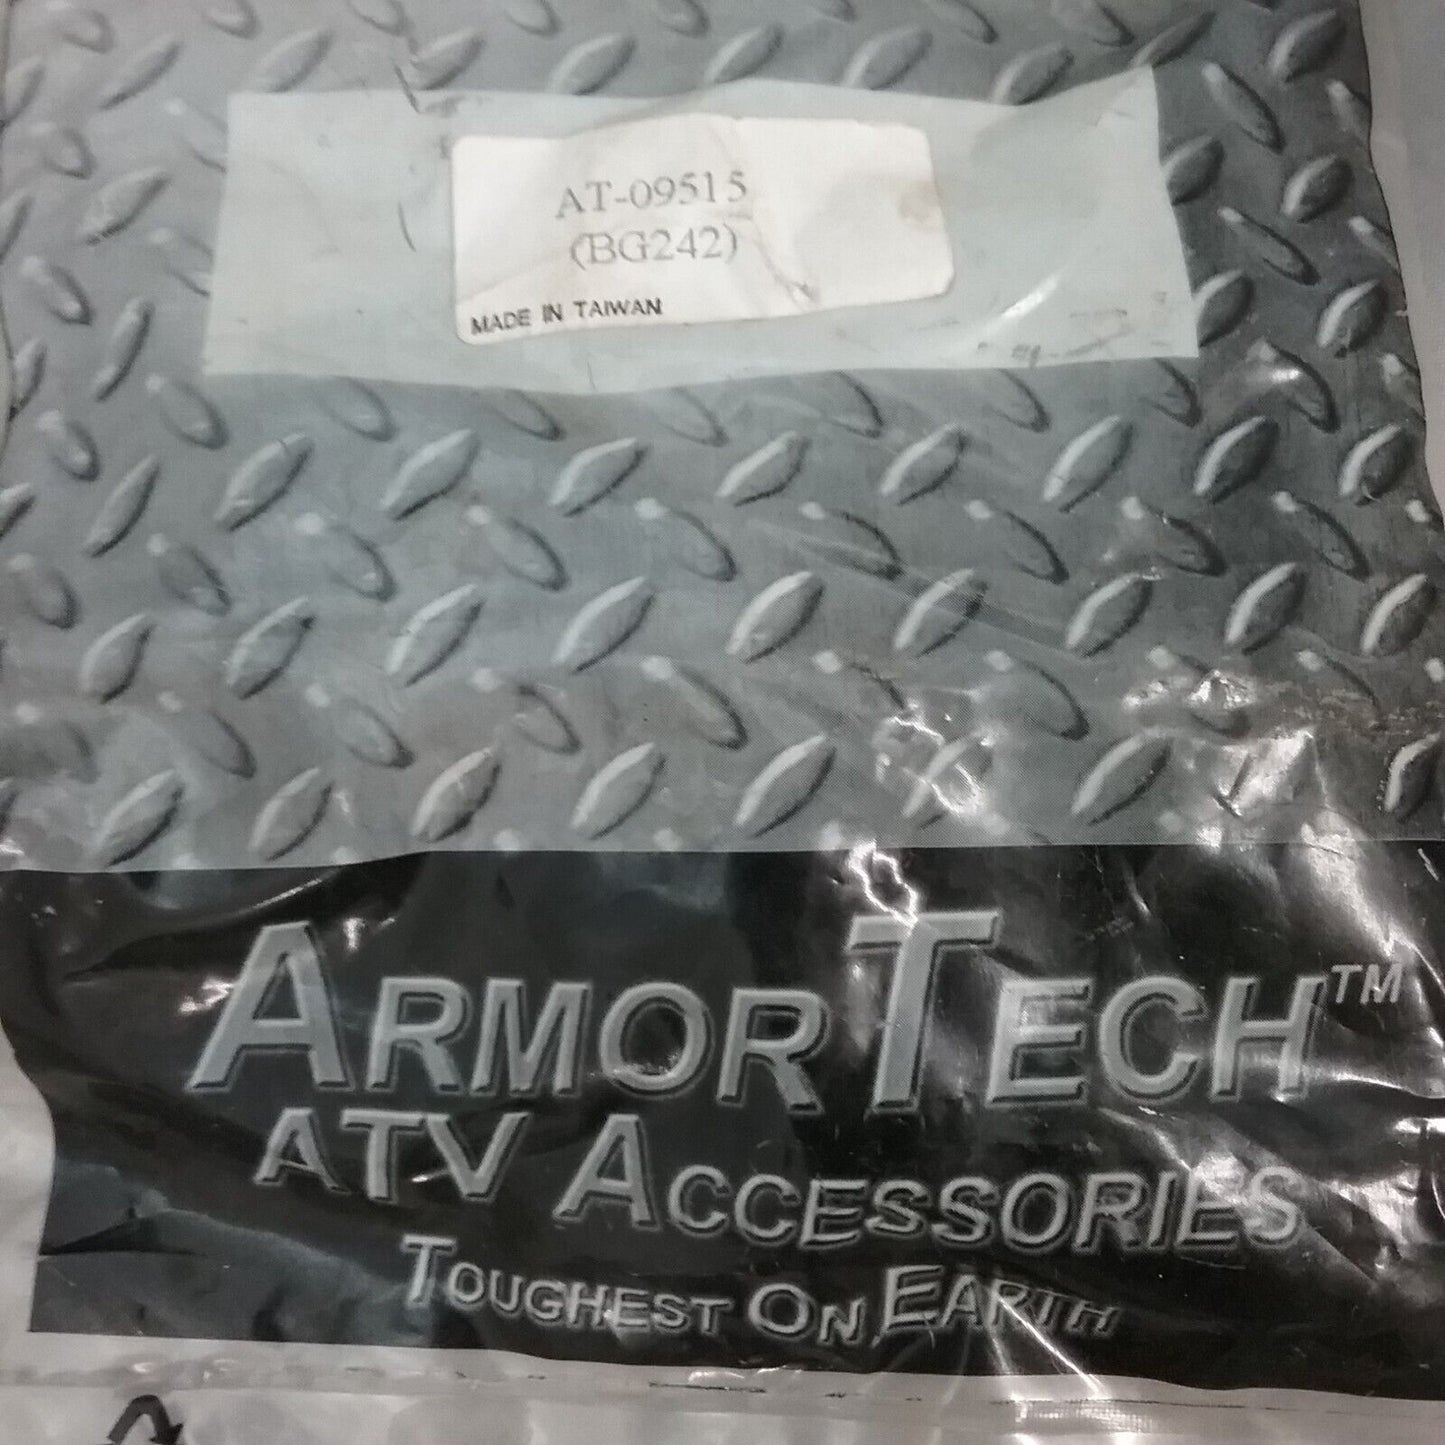 AT-09515
(BG242)
MADE IN TAIWAN
ARMORTECH™
ATV ACCESSORIES
TOUGHEST ON EARTH